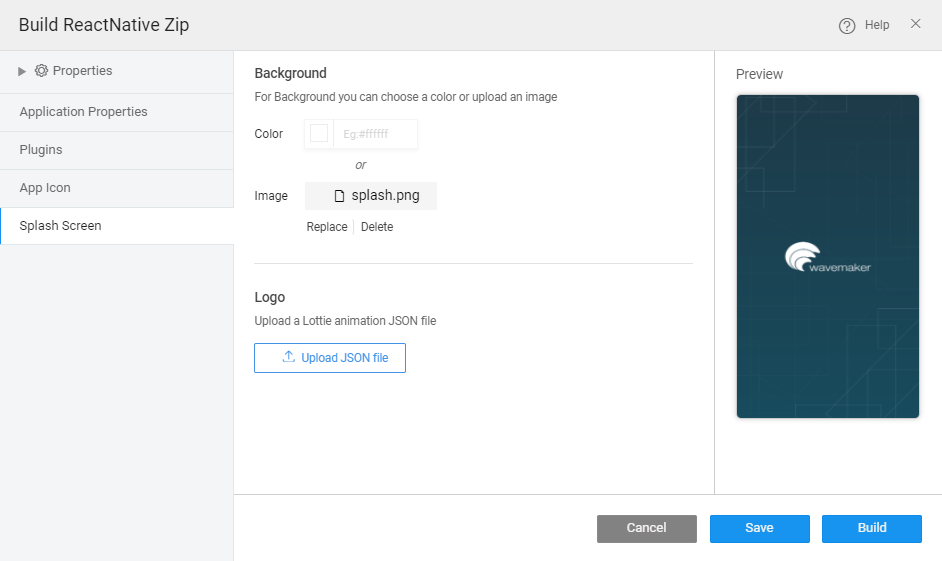 Build ReactNative Zip
Help
Properties
Application Properties
Plugins
App Icon
Splash Screen
Background
For Background you can choose a color or upload an image
Color
Eg:#ffffff
or
Image
splash.png
Replace
Delete
Logo
Upload a Lottie animation JSON file
Upload JSON file
Preview
wavemaker
Cancel
Save
Build